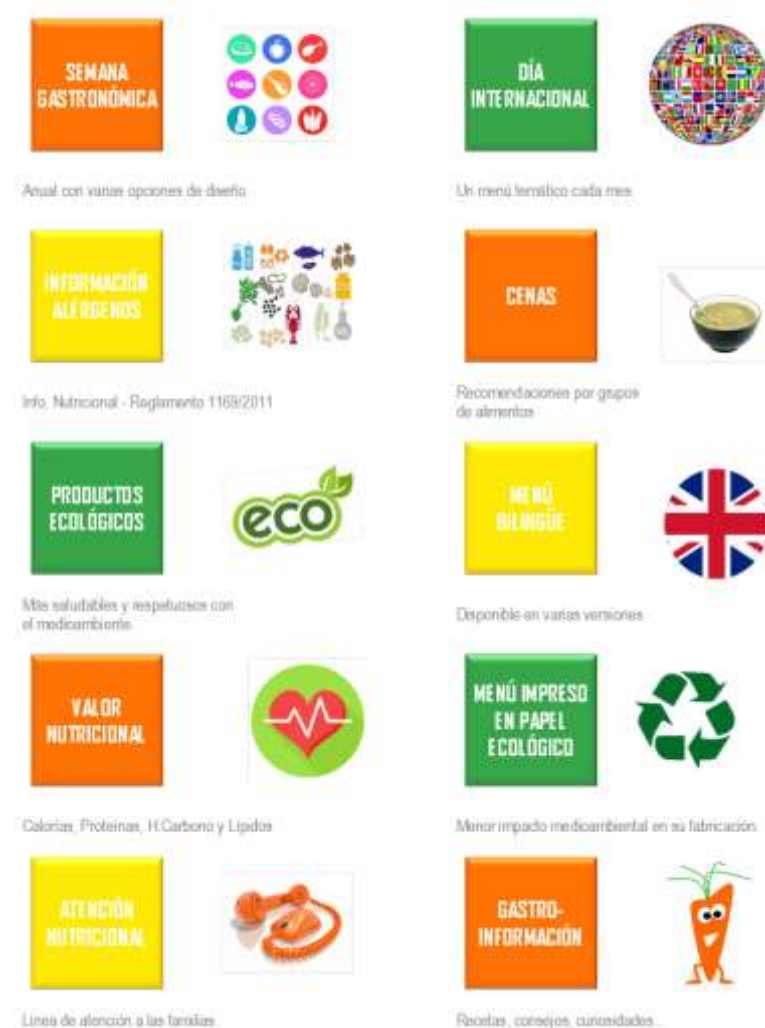 SEMANA
GASTRONÓMICA
Anual con varias opciones de diseño
DÍA
INTERNACIONAL
Un menú temático cada mes
INFORMACIÓN
ALÉRGENOS
Info. Nutricional - Reglamento 1169/2011
CENAS
Recomendaciones por grupos
de alimentos
PRODUCTOS
ECOLÓGICOS
eco
Más saludables y respetuosos con
el medioambiente
MENÚ
BILINGÜE
Disponible en varias versiones
VALOR
NUTRICIONAL
Calorías, Proteínas, H.Carbono y Lípidos
MENÚ IMPRESO
EN PAPEL
ECOLÓGICO
Menor impacto medioambiental en su fabricación
ATENCIÓN
NUTRICIONAL
Línea de atención a las familias
GASTRO-
INFORMACIÓN
Recetas, consejos, curiosidades...